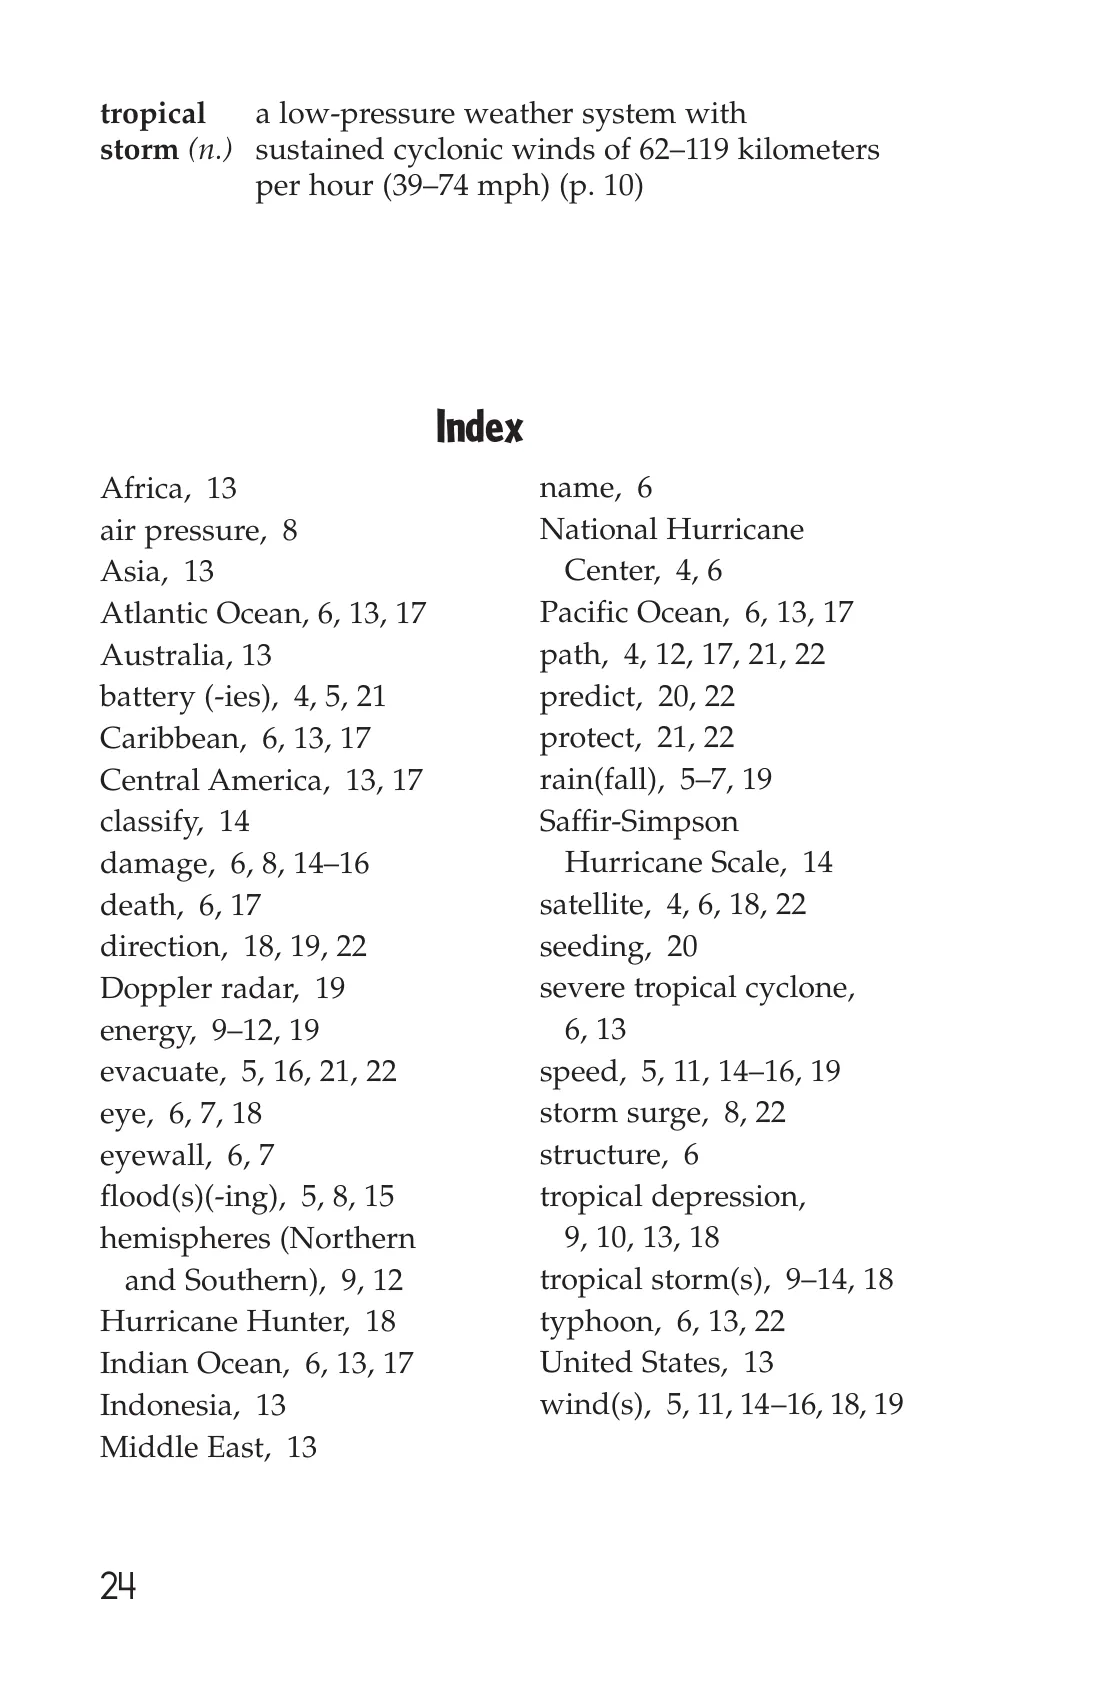 tropical a low-pressure weather system with
storm (n.) sustained cyclonic winds of 62–119 kilometers
per hour (39–74 mph) (p. 10)
Index
Africa, 13
air pressure, 8
Asia, 13
Atlantic Ocean, 6, 13, 17
Australia, 13
battery (-ies), 4, 5, 21
Caribbean, 6, 13, 17
Central America, 13, 17
classify, 14
damage, 6, 8, 14–16
death, 6, 17
direction, 18, 19, 22
Doppler radar, 19
energy, 9–12, 19
evacuate, 5, 16, 21, 22
eye, 6, 7, 18
eyewall, 6, 7
flood(s)(-ing), 5, 8, 15
hemispheres (Northern
and Southern), 9, 12
Hurricane Hunter, 18
Indian Ocean, 6, 13, 17
Indonesia, 13
Middle East, 13
name, 6
National Hurricane
Center, 4, 6
Pacific Ocean, 6, 13, 17
path, 4, 12, 17, 21, 22
predict, 20, 22
protect, 21, 22
rain(fall), 5–7, 19
Saffir-Simpson
Hurricane Scale, 14
satellite, 4, 6, 18, 22
seeding, 20
severe tropical cyclone,
6, 13
speed, 5, 11, 14–16, 19
storm surge, 8, 22
structure, 6
tropical depression,
9, 10, 13, 18
tropical storm(s), 9–14, 18
typhoon, 6, 13, 22
United States, 13
wind(s), 5, 11, 14–16, 18, 19
24